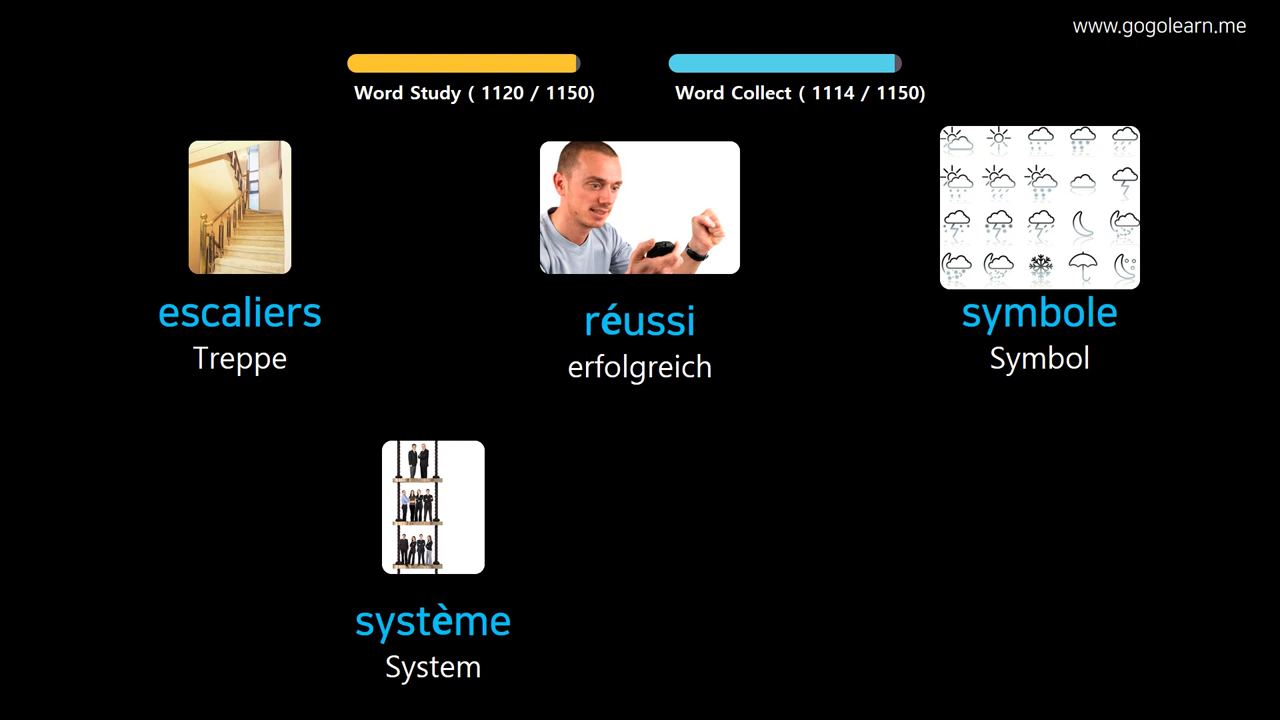 www.gogolearn.me
Word Study ( 1120 / 1150)
Word Collect ( 1114 / 1150)
escaliers
Treppe
réussi
erfolgreich
symbole
Symbol
système
System